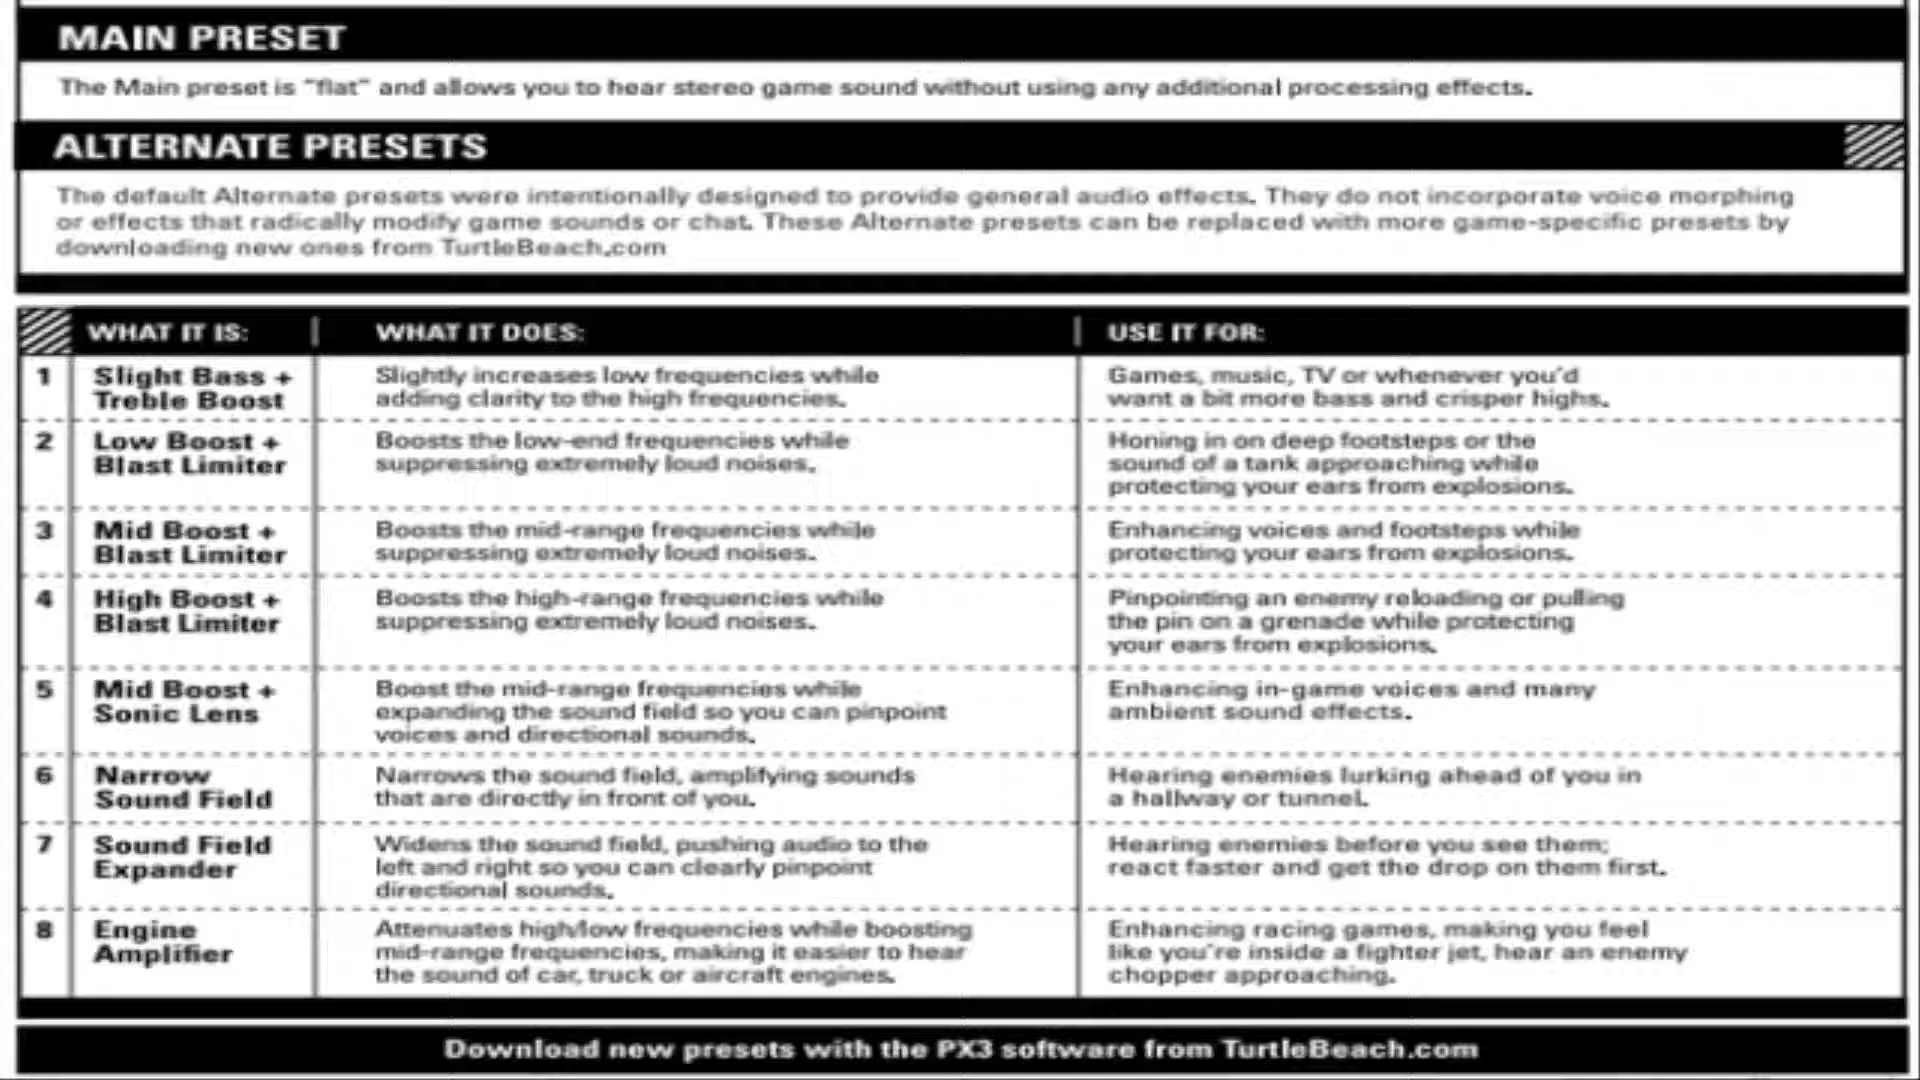 MAIN PRESET
The Main preset is "flat" and allows you to hear stereo game sound without using any additional processing effects.
ALTERNATE PRESETS
The default Alternate presets were intentionally designed to provide general audio effects. They do not incorporate voice morphing
or effects that radically modify game sounds or chat. These Alternate presets can be replaced with more game-specific presets by
downloading new ones from TurtleBeach.com
WHAT IT IS: | WHAT IT DOES: | USE IT FOR:
1
Slight Bass +
Treble Boost
Slightly increases low frequencies while
adding clarity to the high frequencies.
Games, music, TV or whenever you'd
want a bit more bass and crisper highs.
2
Low Boost +
Blast Limiter
Boosts the low-end frequencies while
suppressing extremely loud noises.
Honing in on deep footsteps or the
sound of a tank approaching while
protecting your ears from explosions.
3
Mid Boost +
Blast Limiter
Boosts the mid-range frequencies while
suppressing extremely loud noises.
Enhancing voices and footsteps while
protecting your ears from explosions.
4
High Boost +
Blast Limiter
Boosts the high-range frequencies while
suppressing extremely loud noises.
Pinpointing an enemy reloading or pulling
the pin on a grenade while protecting
your ears from explosions.
5
Mid Boost +
Sonic Lens
Boost the mid-range frequencies while
expanding the sound field so you can pinpoint
voices and directional sounds.
Enhancing in-game voices and many
ambient sound effects.
6
Narrow
Sound Field
Narrows the sound field, amplifying sounds
that are directly in front of you.
Hearing enemies lurking ahead of you in
a hallway or tunnel.
7
Sound Field
Expander
Widens the sound field, pushing audio to the
left and right so you can clearly pinpoint
directional sounds.
Hearing enemies before you see them;
react faster and get the drop on them first.
8
Engine
Amplifier
Attenuates high/low frequencies while boosting
mid-range frequencies, making it easier to hear
the sound of car, truck or aircraft engines.
Enhancing racing games, making you feel
like you're inside a fighter jet, hear an enemy
chopper approaching.
Download new presets with the PX3 software from TurtleBeach.com